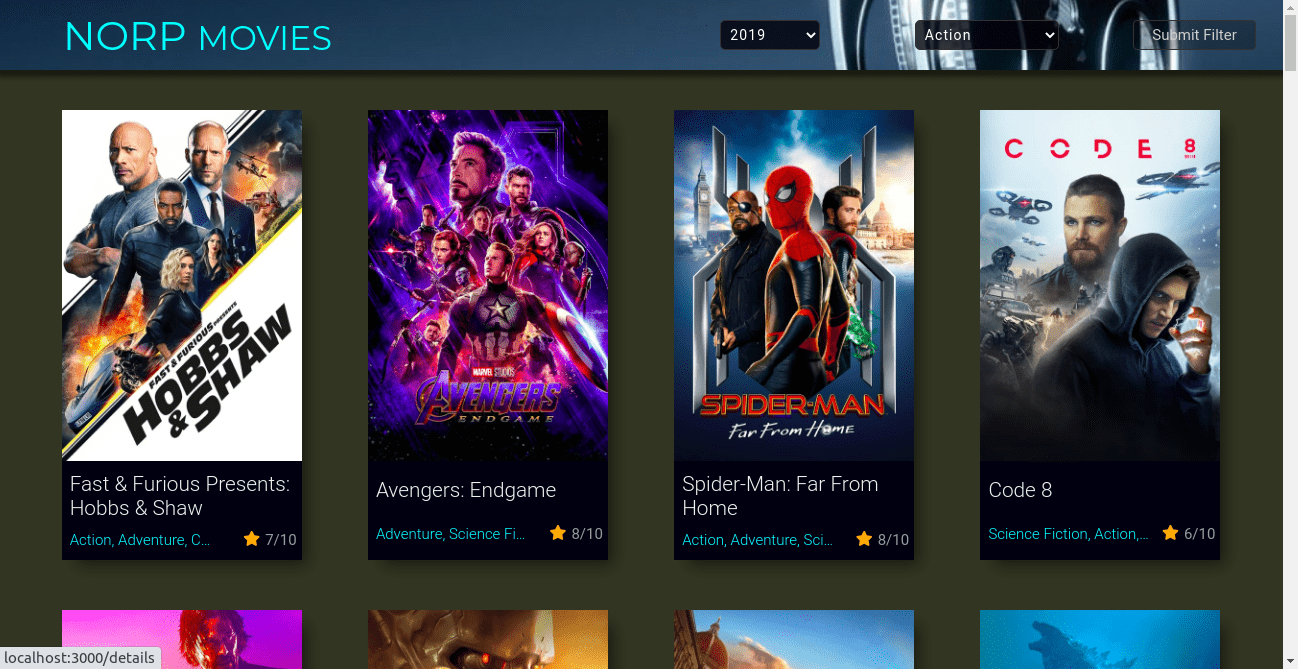 NORP MOVIES
2019
Action
Submit Filter
FAST & FURIOUS PRESENTS
HOBBS
& SHAW
MARVEL STUDIOS
AVENGERS
ENDGAME
SPIDER-MAN
Far From Home
CODE 8
Fast & Furious Presents:
Hobbs & Shaw
Action, Adventure, C...
7/10
Avengers: Endgame
Adventure, Science Fi...
8/10
Spider-Man: Far From
Home
Action, Adventure, Sci...
8/10
Code 8
Science Fiction, Action,...
6/10
localhost:3000/details